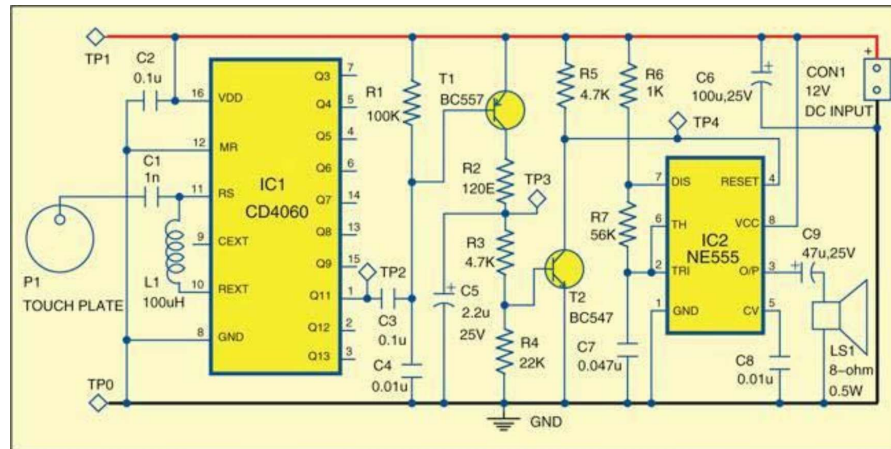 TP1
C2
0.1u
16
VDD
12
MR
C1
1n
11
RS
9
CEXT
10
REXT
8
GND
P1
TOUCH PLATE
L1
100uH
TP0
IC1
CD4060
Q3
7
Q4
5
Q5
4
Q6
6
Q7
14
Q8
13
Q9
15
Q11
1
Q12
2
Q13
3
TP2
R1
100K
C3
0.1u
C4
0.01u
T1
BC557
R2
120E
TP3
R3
4.7K
C5
2.2u
25V
+
R4
22K
GND
R5
4.7K
T2
BC547
R6
1K
R7
56K
C7
0.047u
C6
100u,25V
+
TP4
7
DIS
RESET
4
6
TH
VCC
8
2
TRI
O/P
3
1
GND
CV
5
IC2
NE555
C8
0.01u
C9
47u,25V
+
LS1
8-ohm
0.5W
+
CON1
12V
DC INPUT